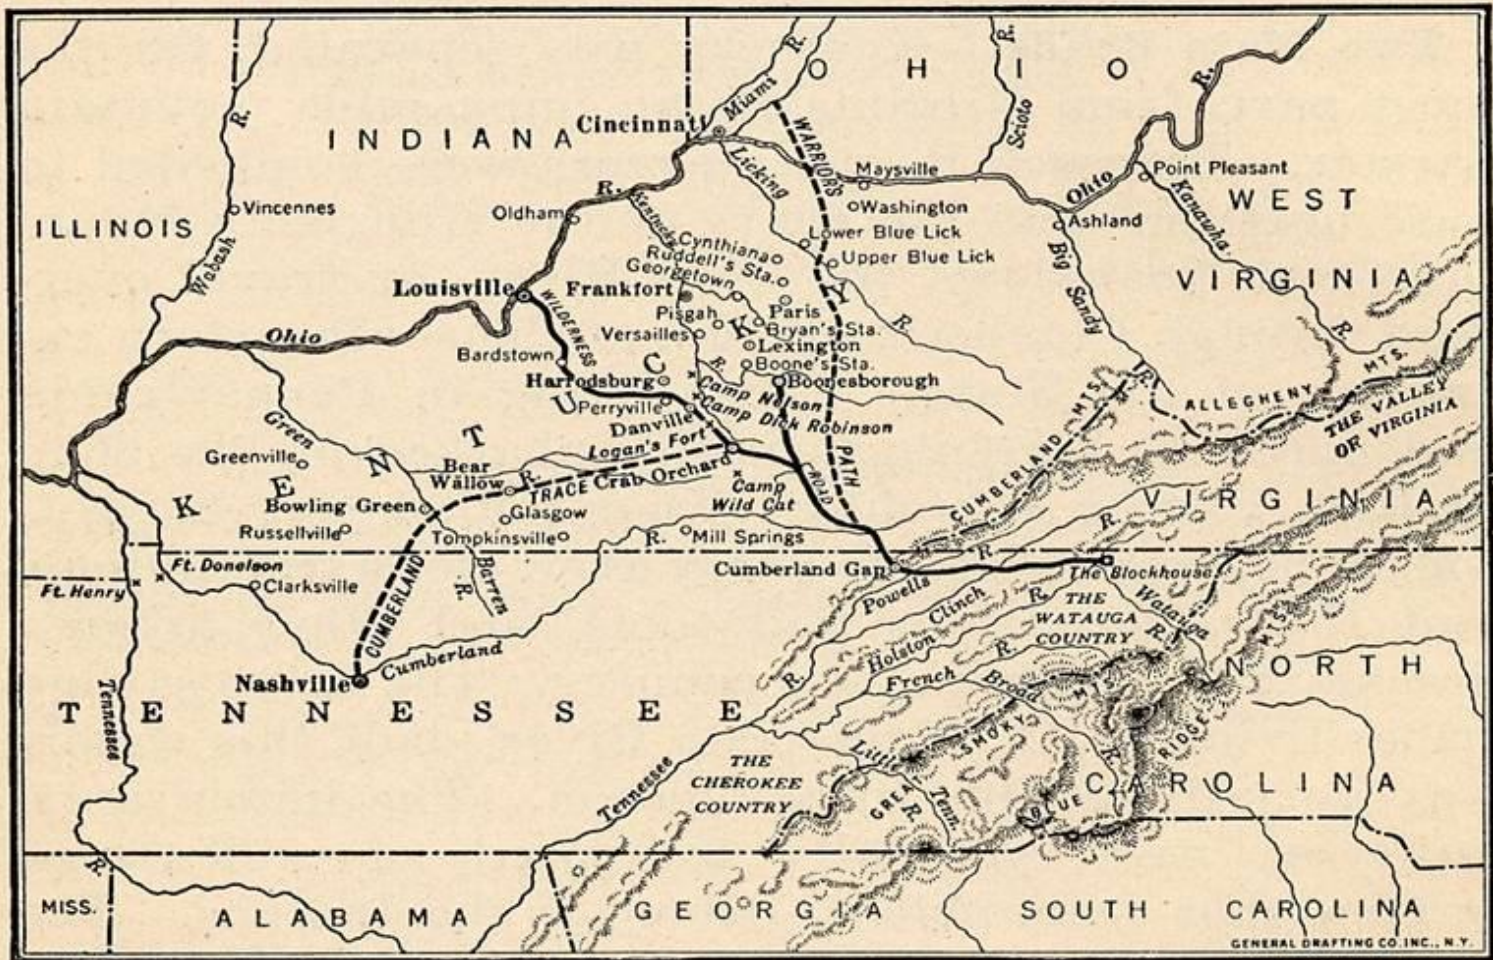 OHIO
R.
R.
R.
R.
Miami
Scioto
INDIANA
Cincinnati
WARRIOR'S
Licking
Maysville
Point Pleasant
Ohio
Kanawha
WEST
VIRGINIA
ILLINOIS
Vincennes
Wabash
R.
Oldham
Kentucky
Washington
Ashland
Lower Blue Lick
Upper Blue Lick
Cynthiana
Ruddell's Sta.
Georgetown
Big
Sandy
R.
Louisville
Frankfort
WILDERNESS
Pisgah
Paris
Bryan's Sta.
R.
R.
Ohio
Versailles
Lexington
Bardstown
Boone's Sta.
R.
MTS.
Harrodsburg
Boonesborough
Camp Nelson
MTS.
ALLEGHENY
THE VALLEY
OF VIRGINIA
Perryville
Camp Dick Robinson
Danville
Green
Logan's Fort
CUMBERLAND
KENTUCKY
Greenville
Bear
Wallow
R.
TRACE
Crab Orchard
ROAD
PATH
Camp
Wild Cat
VIRGINIA
Bowling Green
Glasgow
R.
Russellville
Tompkinsville
R.
Mill Springs
R.
Ft. Donelson
Cumberland Gap
The Blockhouse
Ft. Henry
Clarksville
CUMBERLAND
Barren
R.
Powells
Clinch
R.
THE
WATAUGA
COUNTRY
Watauga
R.
MTS.
Holston
R.
Cumberland
Nashville
French
Broad
R.
NORTH
R.
MTS.
TENNESSEE
SMOKY
RIDGE
Tennessee
Little
Tenn.
R.
THE
CHEROKEE
COUNTRY
Tennessee
GREAT
BLUE
CAROLINA
R.
MISS.
ALABAMA
GEORGIA
SOUTH CAROLINA
GENERAL DRAFTING CO. INC., N.Y.